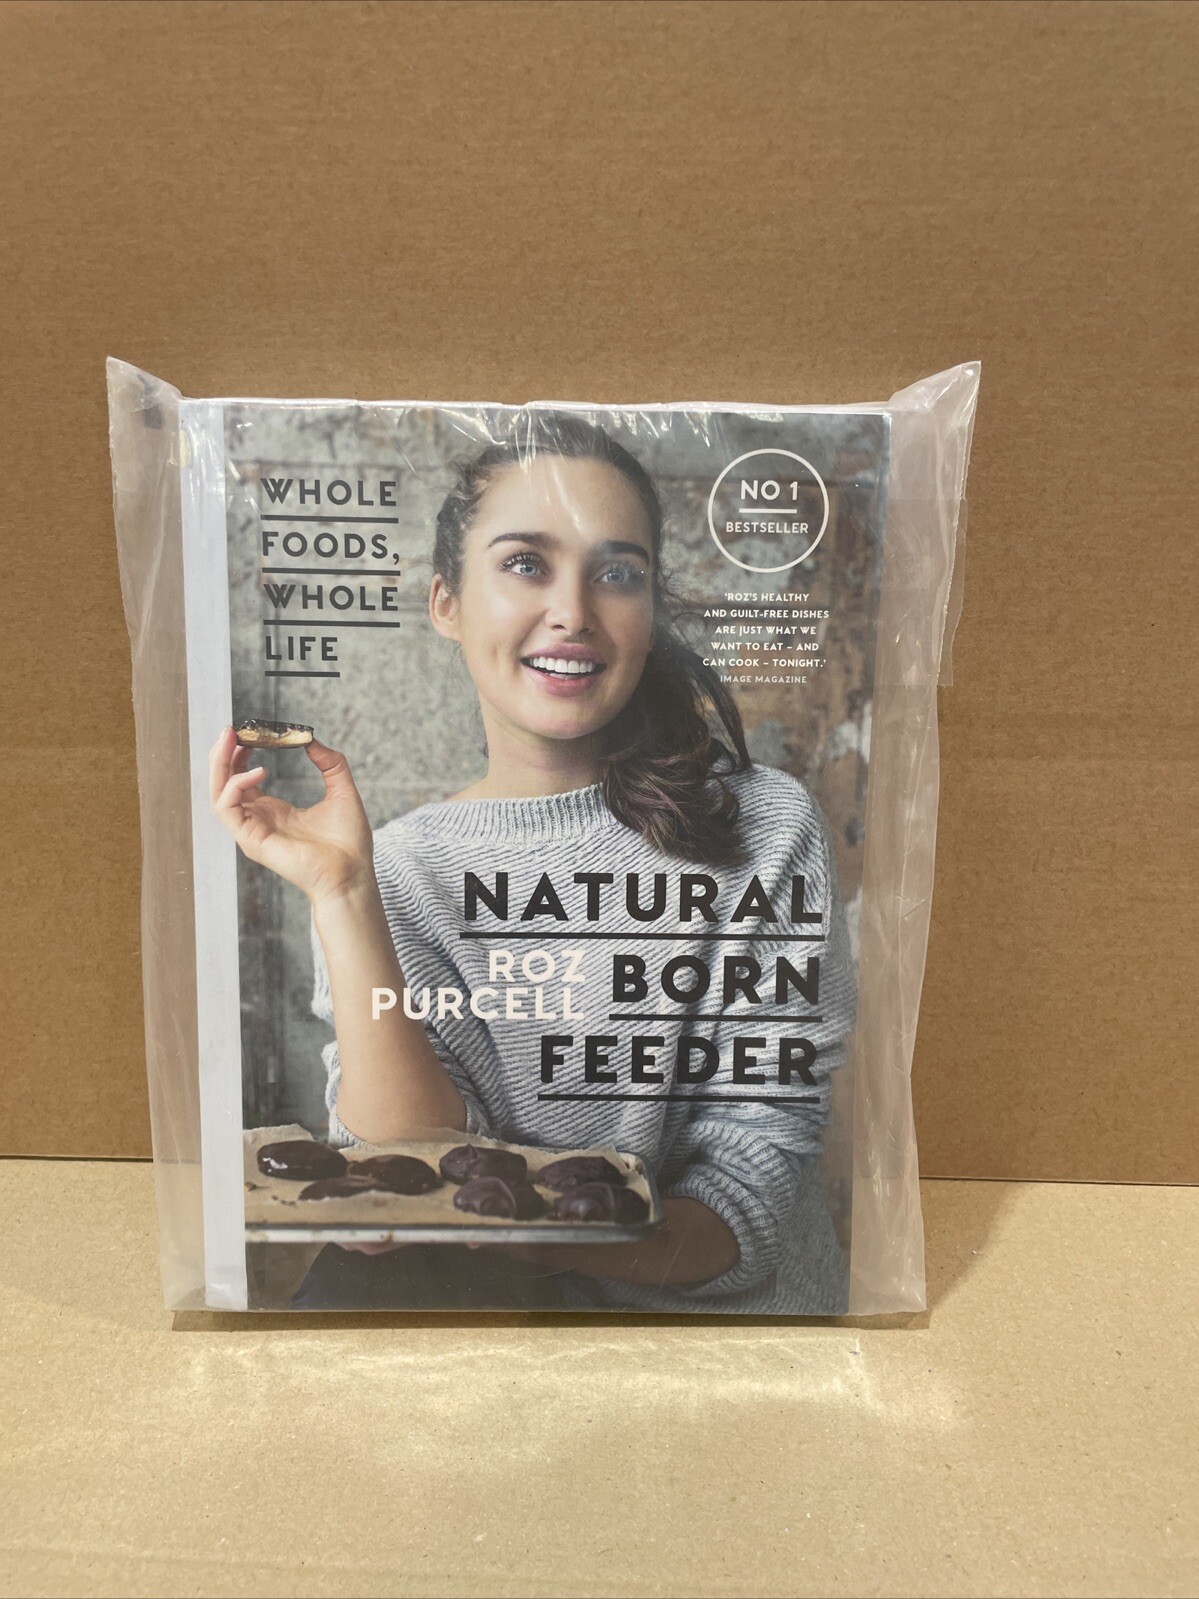 WHOLE
FOODS,
WHOLE
LIFE
NO 1
BESTSELLER
'ROZ'S HEALTHY
AND GUILT-FREE DISHES
ARE JUST WHAT WE
WANT TO EAT – AND
CAN COOK – TONIGHT.'
IMAGE MAGAZINE
NATURAL
BORN
FEEDER
ROZ
PURCELL